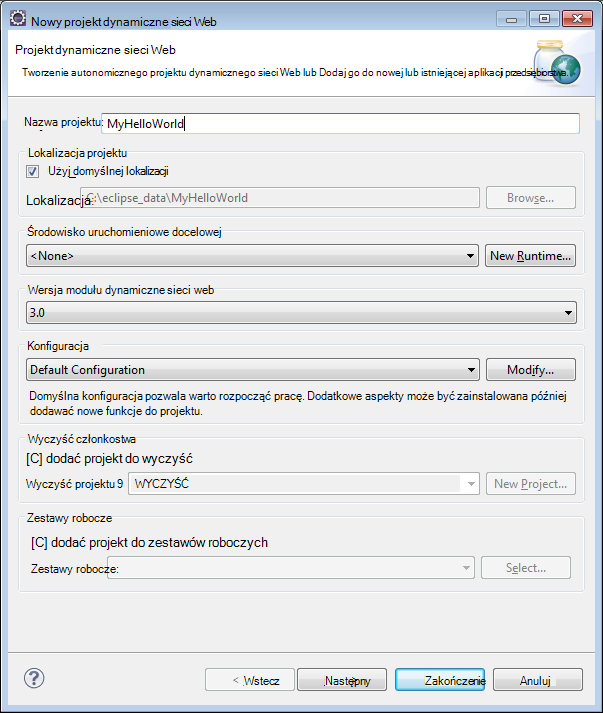 Nowy projekt dynamiczne sieci Web
Projekt dynamiczne sieci Web
Tworzenie autonomicznego projektu dynamicznego sieci Web lub Dodaj go do nowej lub istniejącej aplikacji przedsiębiorstwa...
Nazwa projektu: MyHelloWorld
Lokalizacja projektu
Użyj domyślnej lokalizacji
Lokalizacja: C:\eclipse_data\MyHelloWorld Browse...
Środowisko uruchomieniowe docelowej
<None> New Runtime...
Wersja modułu dynamiczne sieci web
3.0
Konfiguracja
Default Configuration Modify...
Domyślna konfiguracja pozwala warto rozpocząć pracę. Dodatkowe aspekty może być zainstalowana później
dodawać nowe funkcje do projektu.
Wyczyść członkostwa
[C] dodać projekt do wyczyść
Wyczyść projektu 9 WYCZYŚĆ New Project...
Zestawy robocze
[C] dodać projekt do zestawów roboczych
Zestawy robocze: Select...
? < Wstecz Następny Zakończenie Anuluj